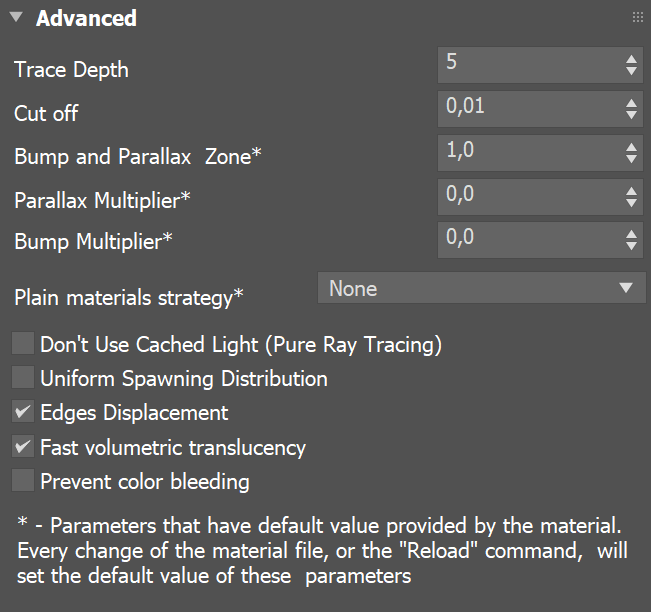 Advanced
Trace Depth 5
Cut off 0,01
Bump and Parallax  Zone* 1,0
Parallax Multiplier* 0,0
Bump Multiplier* 0,0
Plain materials strategy* None
Don't Use Cached Light (Pure Ray Tracing)
Uniform Spawning Distribution
Edges Displacement
Fast volumetric translucency
Prevent color bleeding
* - Parameters that have default value provided by the material.
Every change of the material file, or the "Reload" command,  will
set the default value of these  parameters